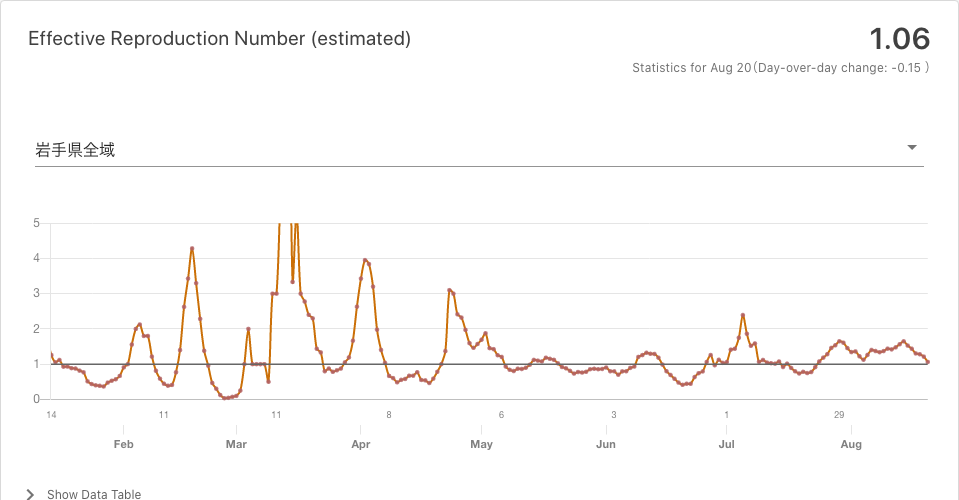 Effective Reproduction Number (estimated)
1.06
Statistics for Aug 20(Day-over-day change: -0.15 )
岩手県全域
5
4
3
2
1
0
14 11 11 8 6 3 1 29
Feb Mar Apr May Jun Jul Aug
Show Data Table